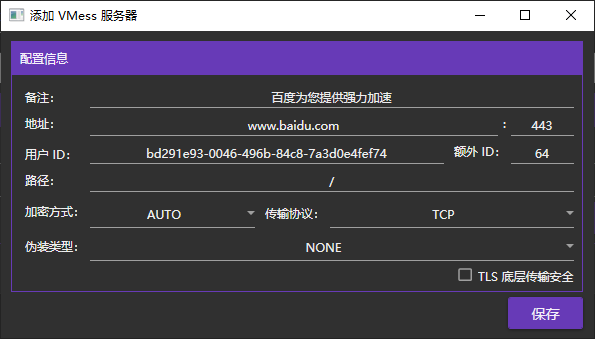 添加 VMess 服务器
配置信息
备注: 百度为您提供强力加速
地址: www.baidu.com : 443
用户 ID: bd291e93-0046-496b-84c8-7a3d0e4fef74 额外 ID: 64
路径: /
加密方式: AUTO 传输协议: TCP
伪装类型: NONE
TLS 底层传输安全
保存